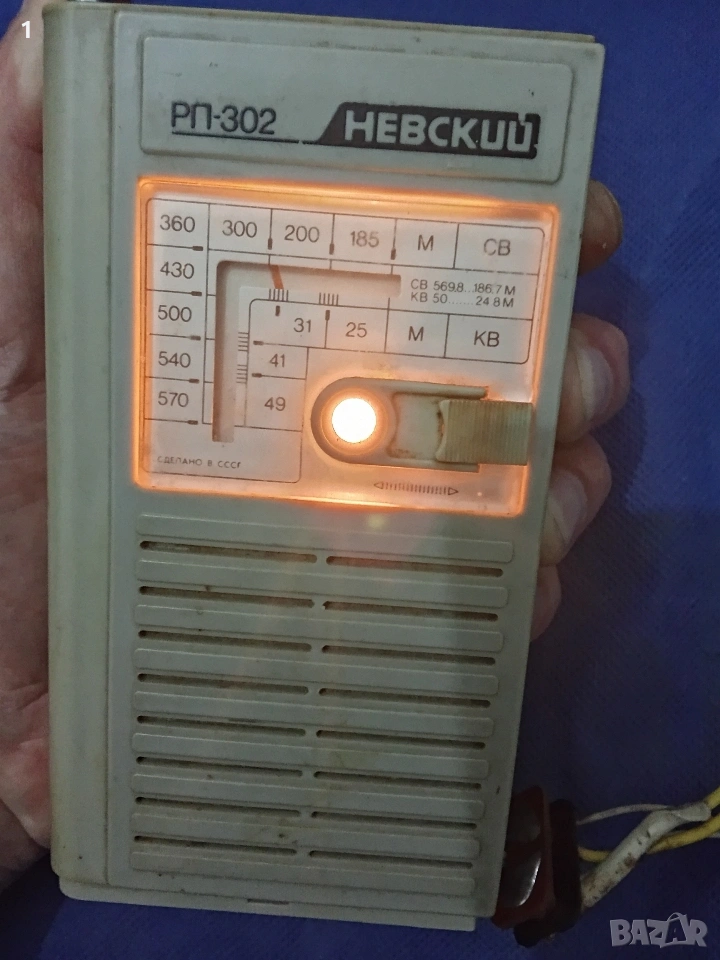 1
РП-302 НЕВСКИЙ
360 300 200 185 М СВ
430
СВ 569.8...186.7 М
КВ 50.......24.8 М
500
31 25 М КВ
540 41
570 49
СДЕЛАНО В СССР
BAZAR